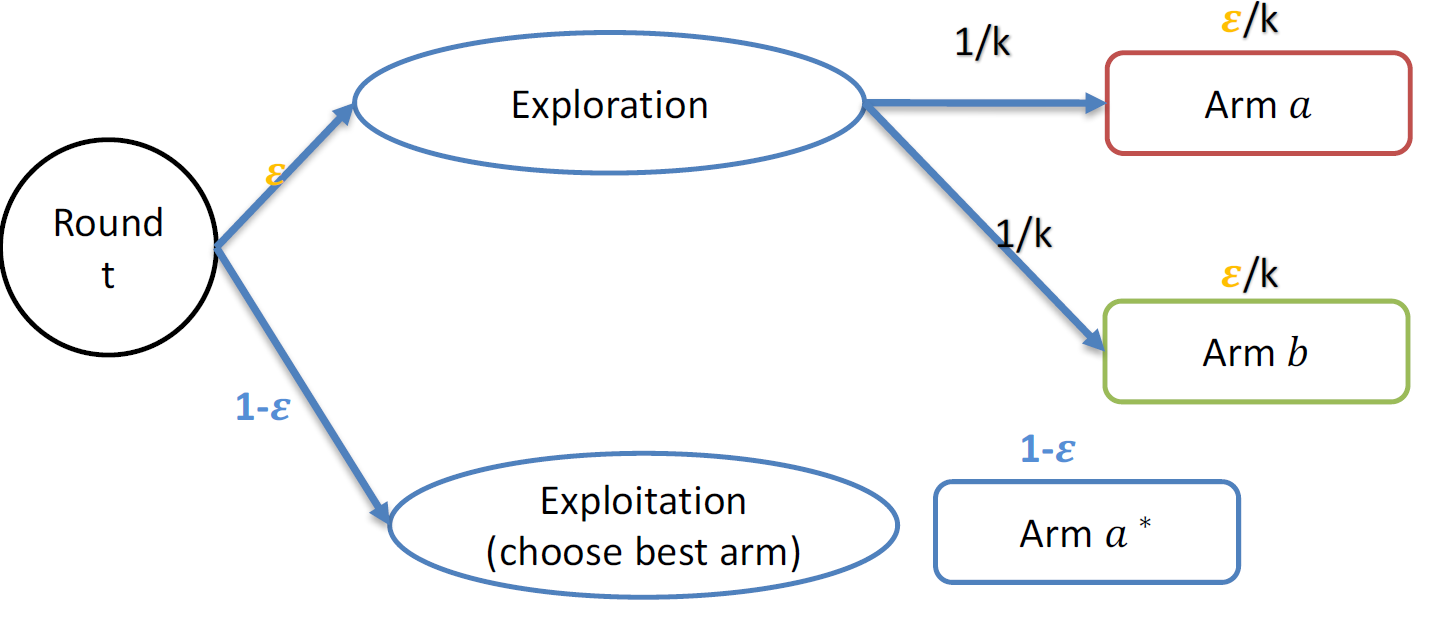 ε/k
1/k
Arm a
Exploration
ε
Round
t
1/k
ε/k
Arm b
1-ε
1-ε
Exploitation
(choose best arm)
Arm a *